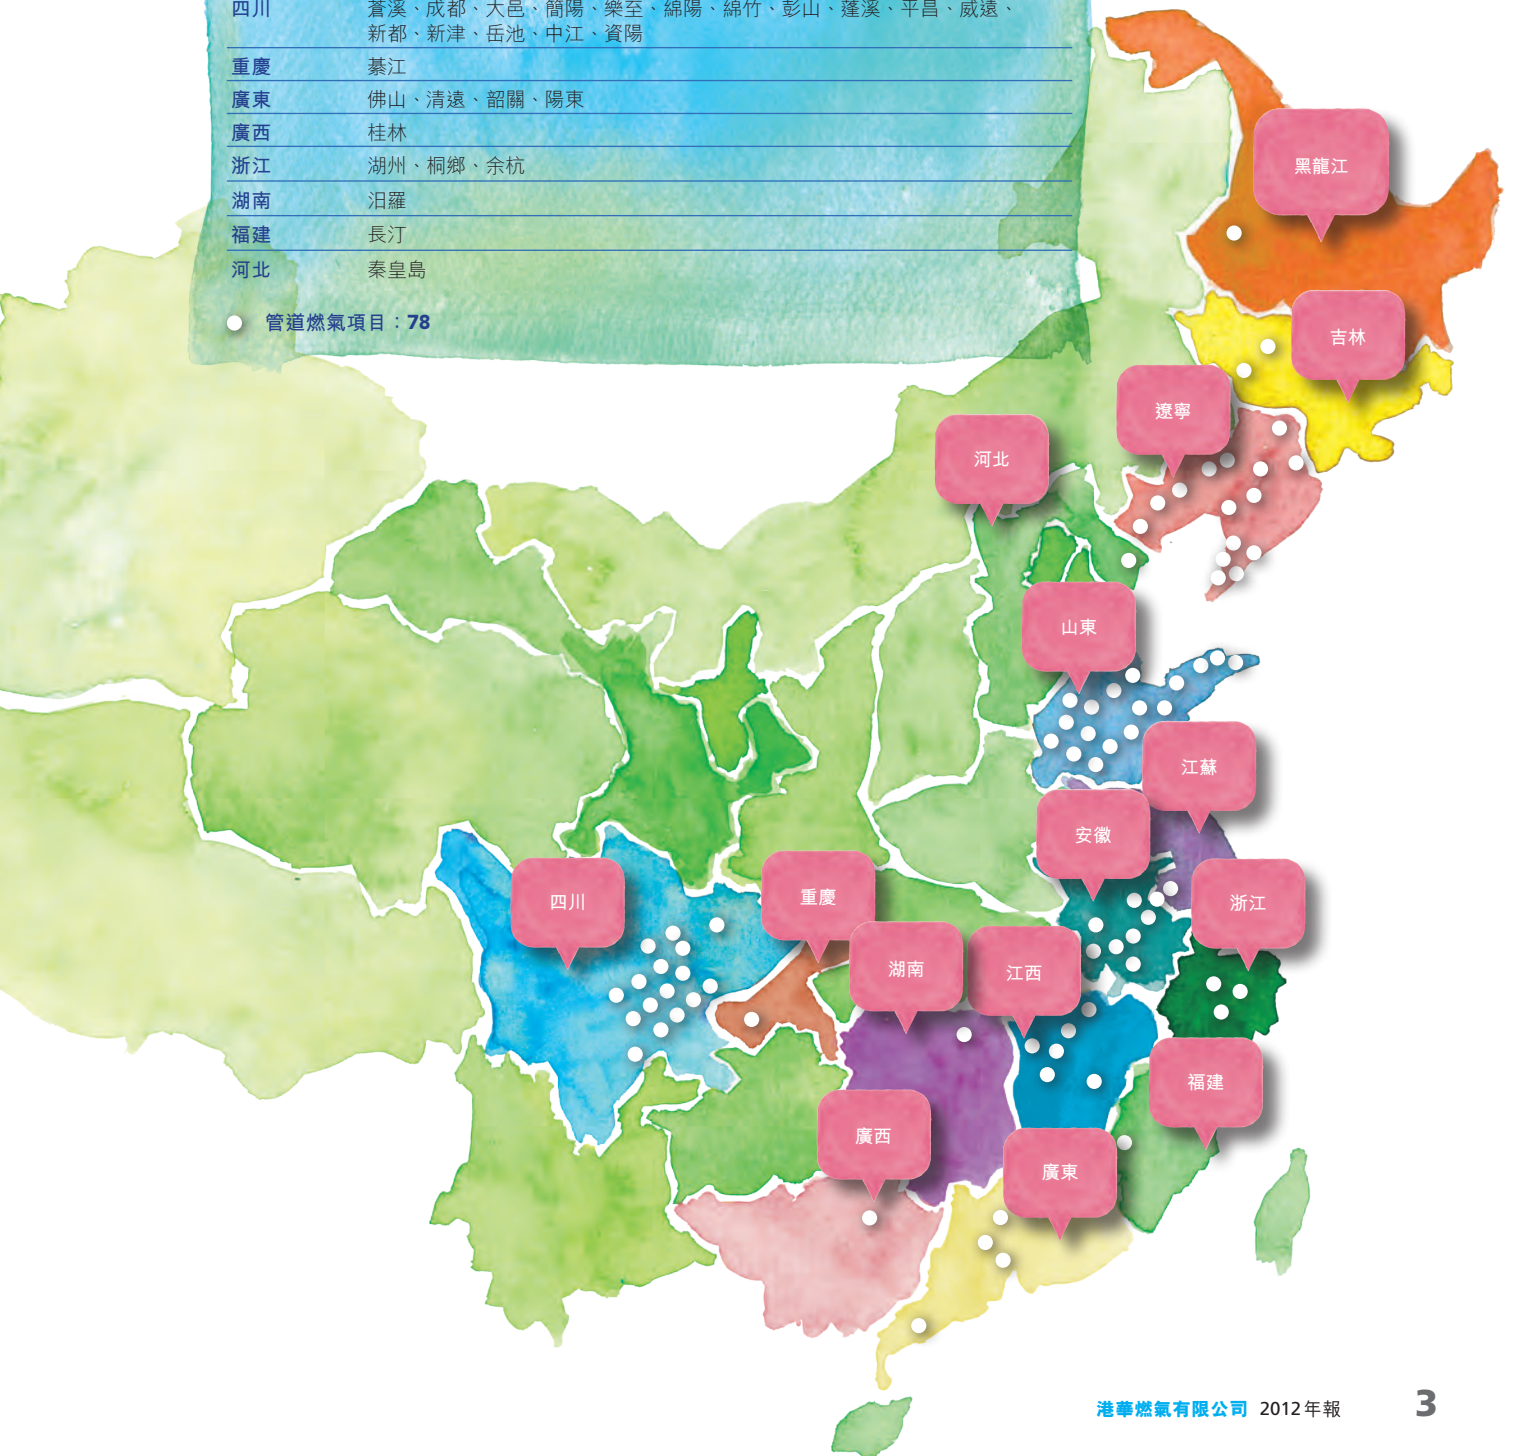 四川 蒼溪、成都、大邑、簡陽、樂至、綿陽、綿竹、彭山、蓬溪、平昌、威遠、
新都、新津、岳池、中江、資陽
重慶 綦江
廣東 佛山、清遠、韶關、陽東
廣西 桂林
浙江 湖州、桐鄉、余杭
湖南 汨羅
福建 長汀
河北 秦皇島
管道燃氣項目：78
黑龍江
吉林
遼寧
河北
山東
江蘇
安徽
四川
重慶
浙江
湖南
江西
福建
廣西
廣東
港華燃氣有限公司 2012年報 3